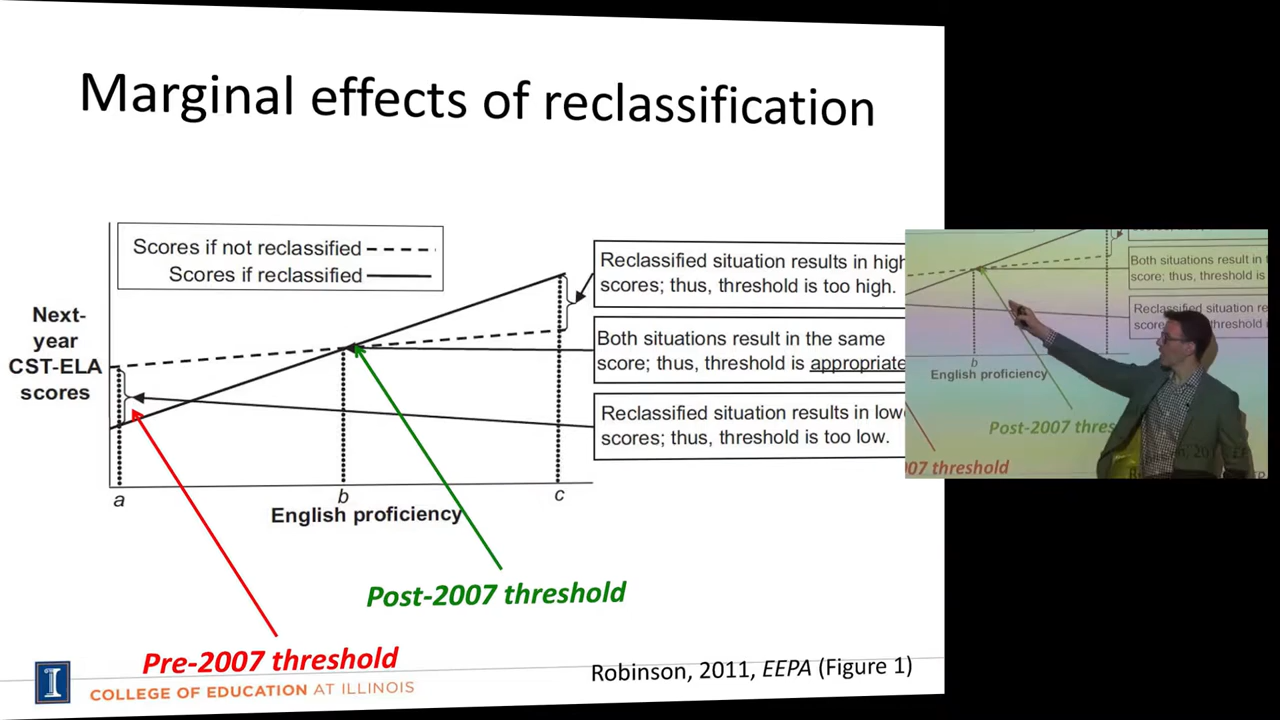 Marginal effects of reclassification
Scores if not reclassified
Scores if reclassified
Next-
year
CST-ELA
scores
Reclassified situation results in high
scores; thus, threshold is too high.
Both situations result in the same
score; thus, threshold is appropriate
Reclassified situation results in low
scores; thus, threshold is too low.
a
b
c
English proficiency
Post-2007 threshold
Pre-2007 threshold
Robinson, 2011, EEPA (Figure 1)
I
COLLEGE OF EDUCATION AT ILLINOIS
Both situations result in
score; thus, threshold is
Reclassified situation re
threshold is
b
English proficiency
Post-2007 thres
07 threshold